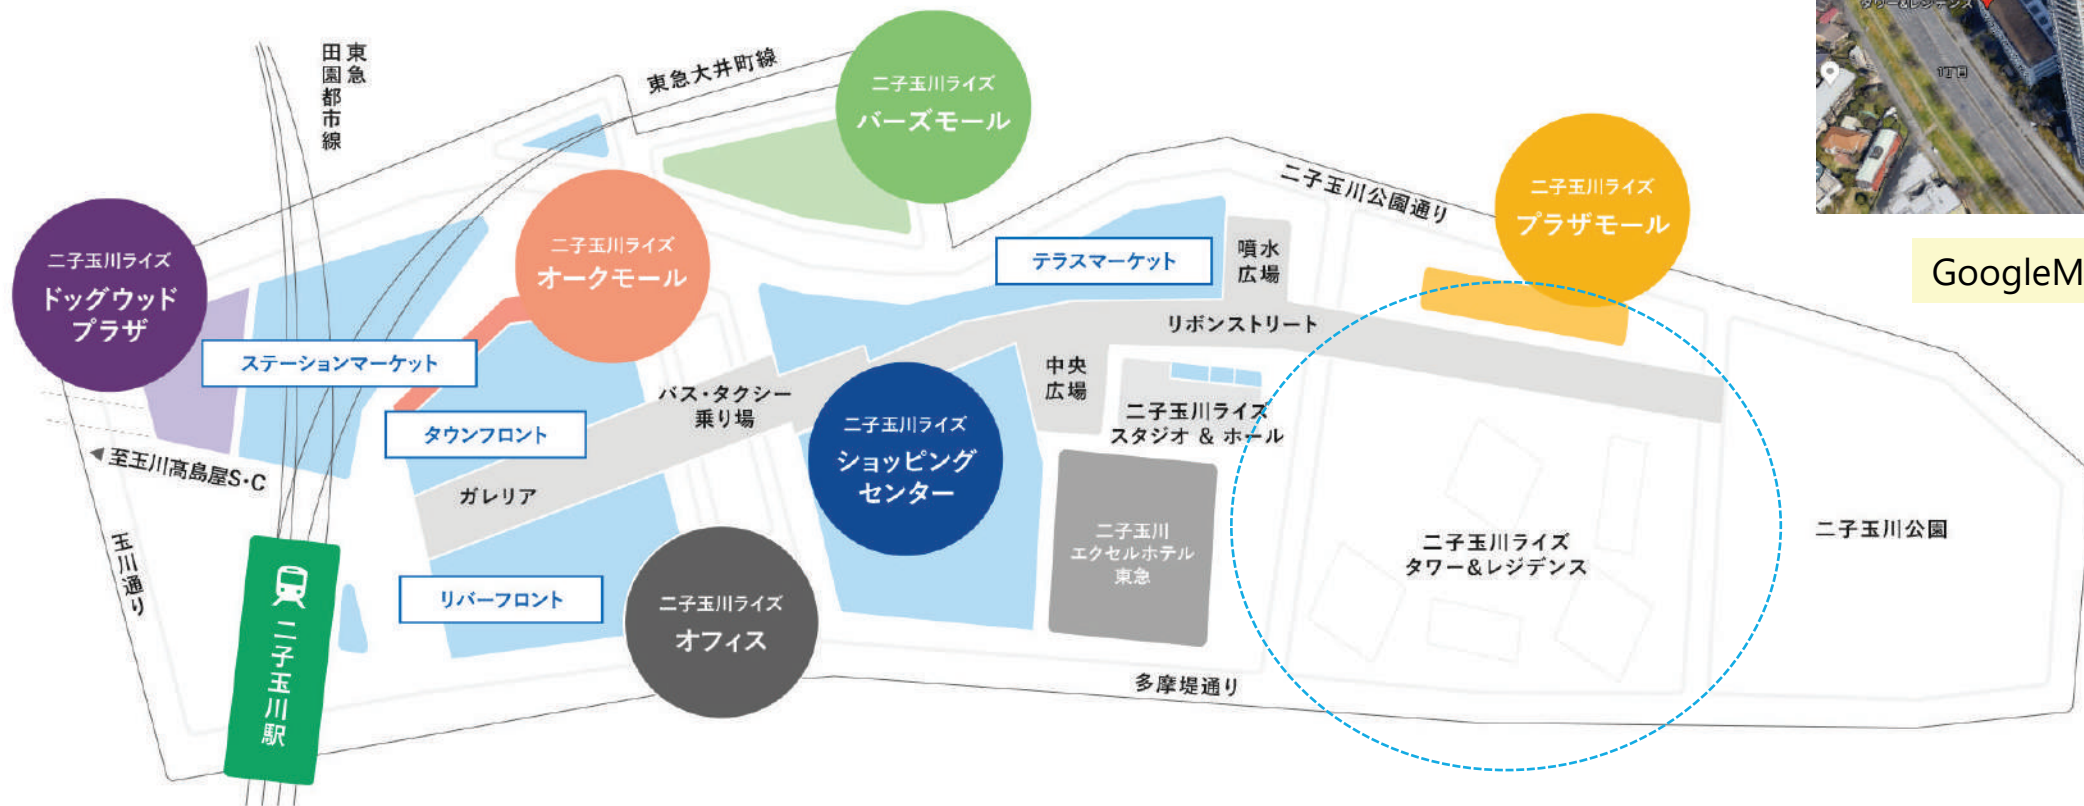 東急
田園都市線
東急大井町線
二子玉川ライズ
バーズモール
二子玉川公園通り
二子玉川ライズ
プラザモール
タワー&レジデンス
1丁目
GoogleM
二子玉川ライズ
ドッグウッド
プラザ
二子玉川ライズ
オークモール
テラスマーケット
噴水
広場
ステーションマーケット
リボンストリート
バス・タクシー
乗り場
中央
広場
タウンフロント
二子玉川ライズ
ショッピング
センター
二子玉川ライズ
スタジオ & ホール
◀至玉川髙島屋S・C
ガレリア
二子玉川
エクセルホテル
東急
二子玉川ライズ
タワー&レジデンス
二子玉川公園
玉川通り
リバーフロント
二子玉川ライズ
オフィス
二子玉川駅
多摩堤通り